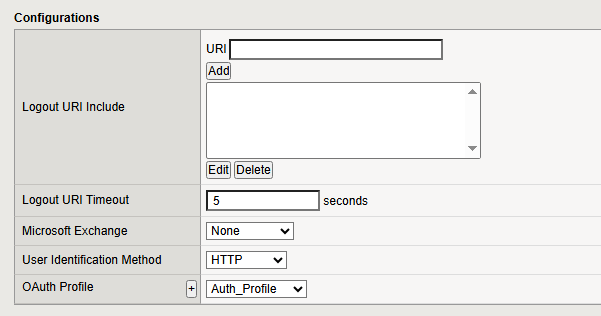 Configurations
URI
Add
Logout URI Include
Edit Delete
Logout URI Timeout 5 seconds
Microsoft Exchange None
User Identification Method HTTP
OAuth Profile + Auth_Profile